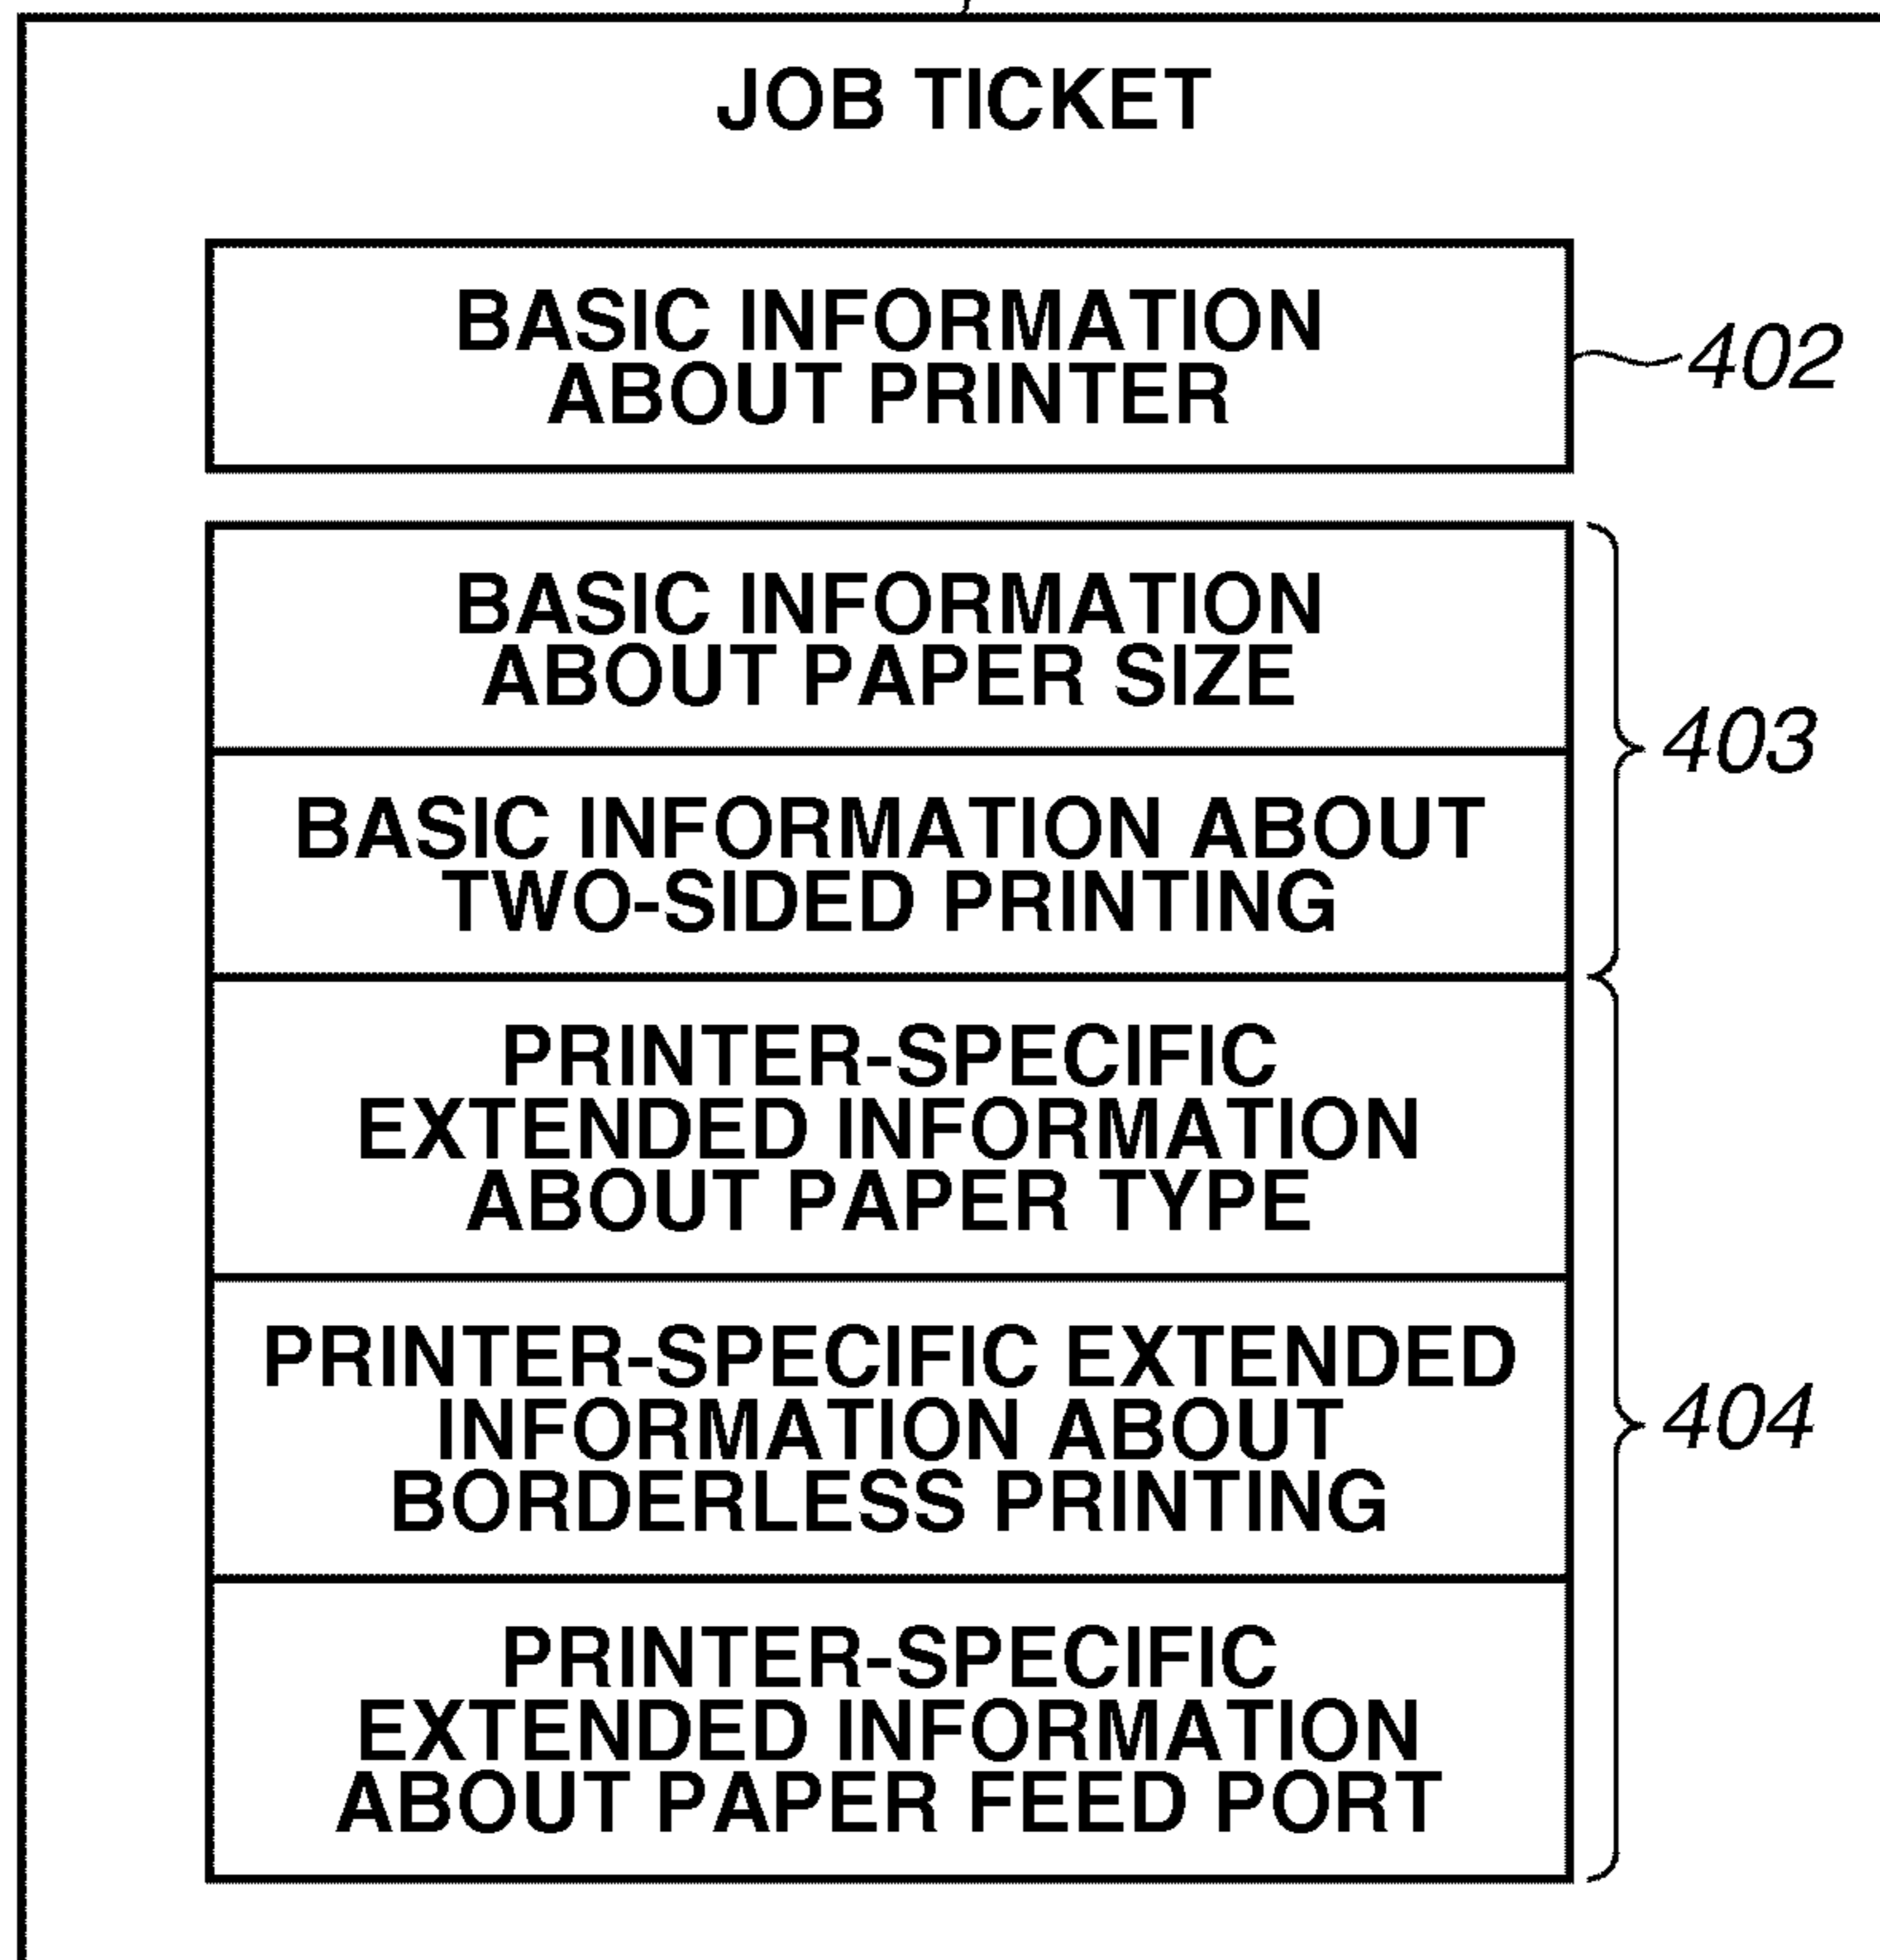 JOB TICKET
BASIC INFORMATION
ABOUT PRINTER
402
BASIC INFORMATION
ABOUT PAPER SIZE
403
BASIC INFORMATION ABOUT
TWO-SIDED PRINTING
PRINTER-SPECIFIC
EXTENDED INFORMATION
ABOUT PAPER TYPE
PRINTER-SPECIFIC EXTENDED
INFORMATION ABOUT
BORDERLESS PRINTING
404
PRINTER-SPECIFIC
EXTENDED INFORMATION
ABOUT PAPER FEED PORT